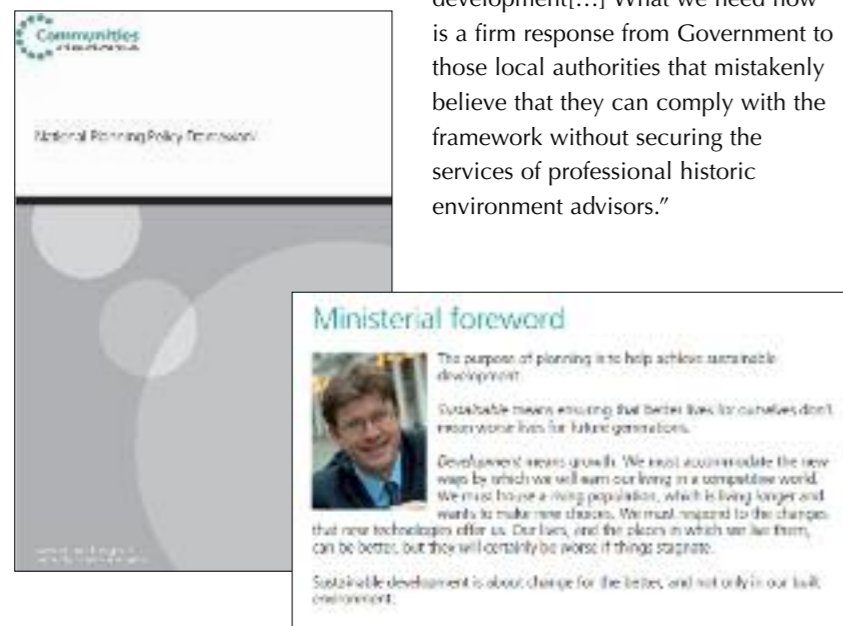 development[…] What we need now
is a firm response from Government to
those local authorities that mistakenly
believe that they can comply with the
framework without securing the
services of professional historic
environment advisors.”
Communities
National Planning Policy Framework
Ministerial foreword
The purpose of planning is to help achieve sustainable
development.
Sustainable means ensuring that better lives for ourselves don't
mean worse lives for future generations.
Development means growth. We must accommodate the new
ways by which we will earn our living in a competitive world.
We must house a rising population, which is living longer and
wants to make new choices. We must respond to the changes
that new technologies offer us. Our lives, and the places in which we live them,
can be better, but they will certainly be worse if things stagnate.
Sustainable development is about change for the better, and not only in our built
environment.